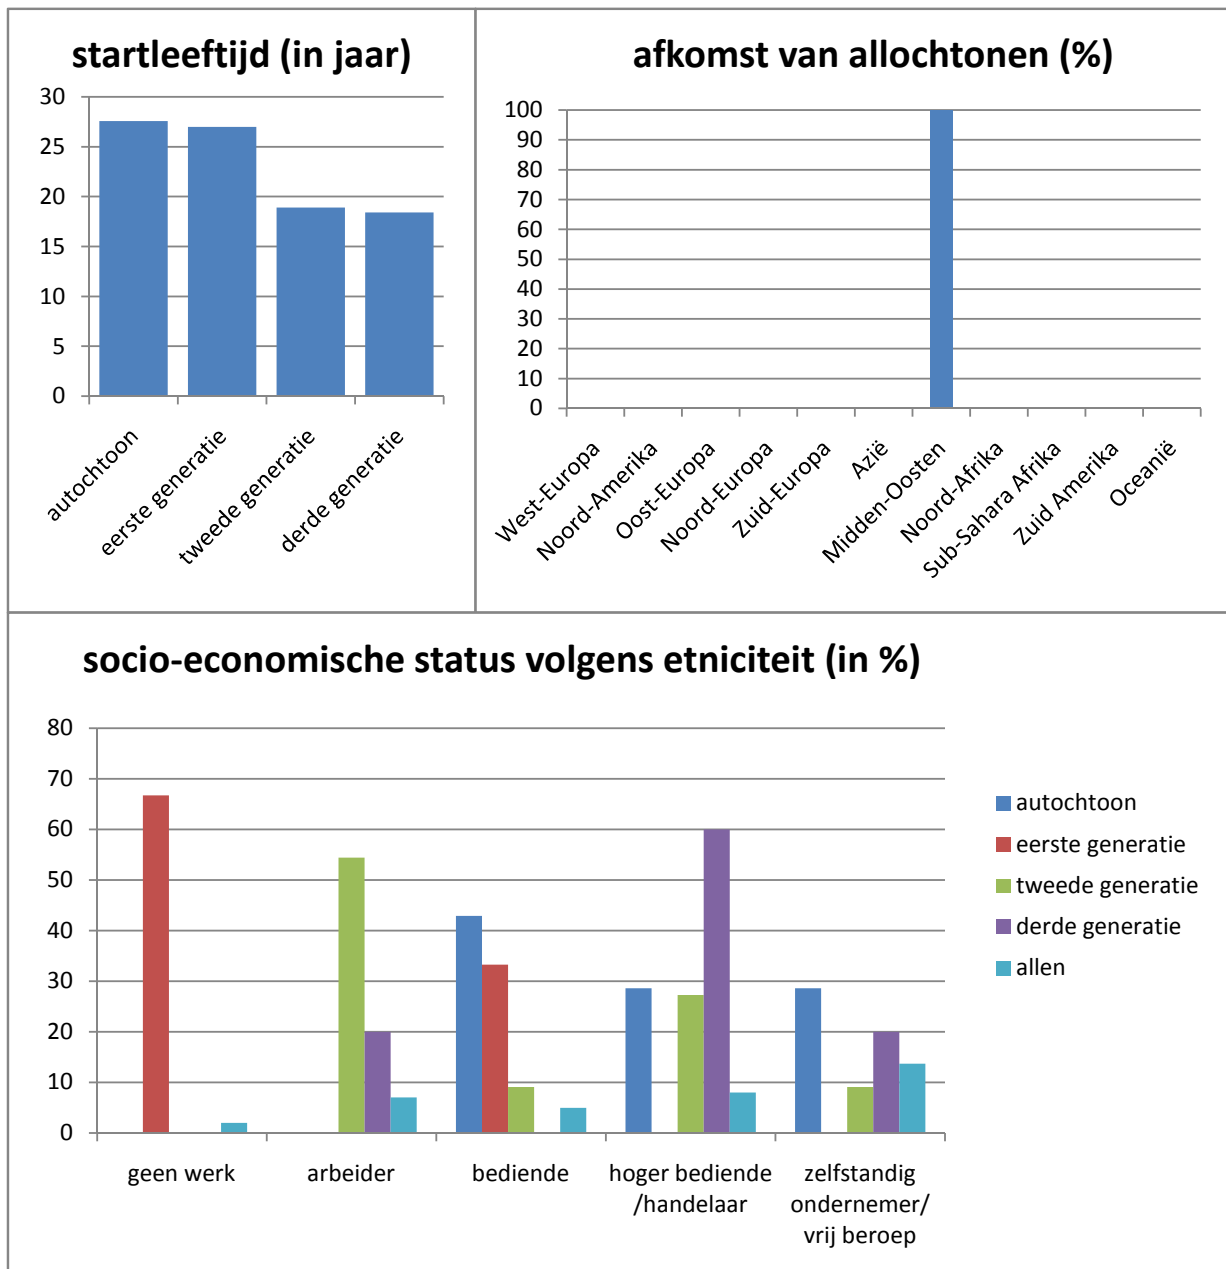 startleeftijd (in jaar)
30
25
20
15
10
5
0
autochtoon
eerste generatie
tweede generatie
derde generatie
afkomst van allochtonen (%)
100
90
80
70
60
50
40
30
20
10
0
West-Europa
Noord-Amerika
Oost-Europa
Noord-Europa
Zuid-Europa
Azië
Midden-Oosten
Noord-Afrika
Sub-Sahara Afrika
Zuid Amerika
Oceanië
socio-economische status volgens etniciteit (in %)
80
70
60
50
40
30
20
10
0
geen werk
arbeider
bediende
hoger bediende
/handelaar
zelfstandig
ondernemer/
vrij beroep
autochtoon
eerste generatie
tweede generatie
derde generatie
allen